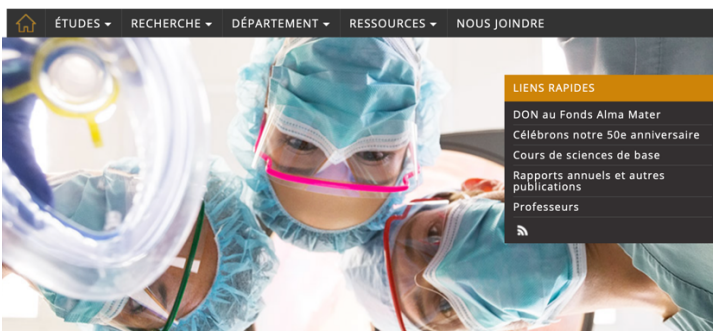 ÉTUDES RECHERCHE DÉPARTEMENT RESSOURCES NOUS JOINDRE
LIENS RAPIDES
DON au Fonds Alma Mater
Célébrons notre 50e anniversaire
Cours de sciences de base
Rapports annuels et autres
publications
Professeurs